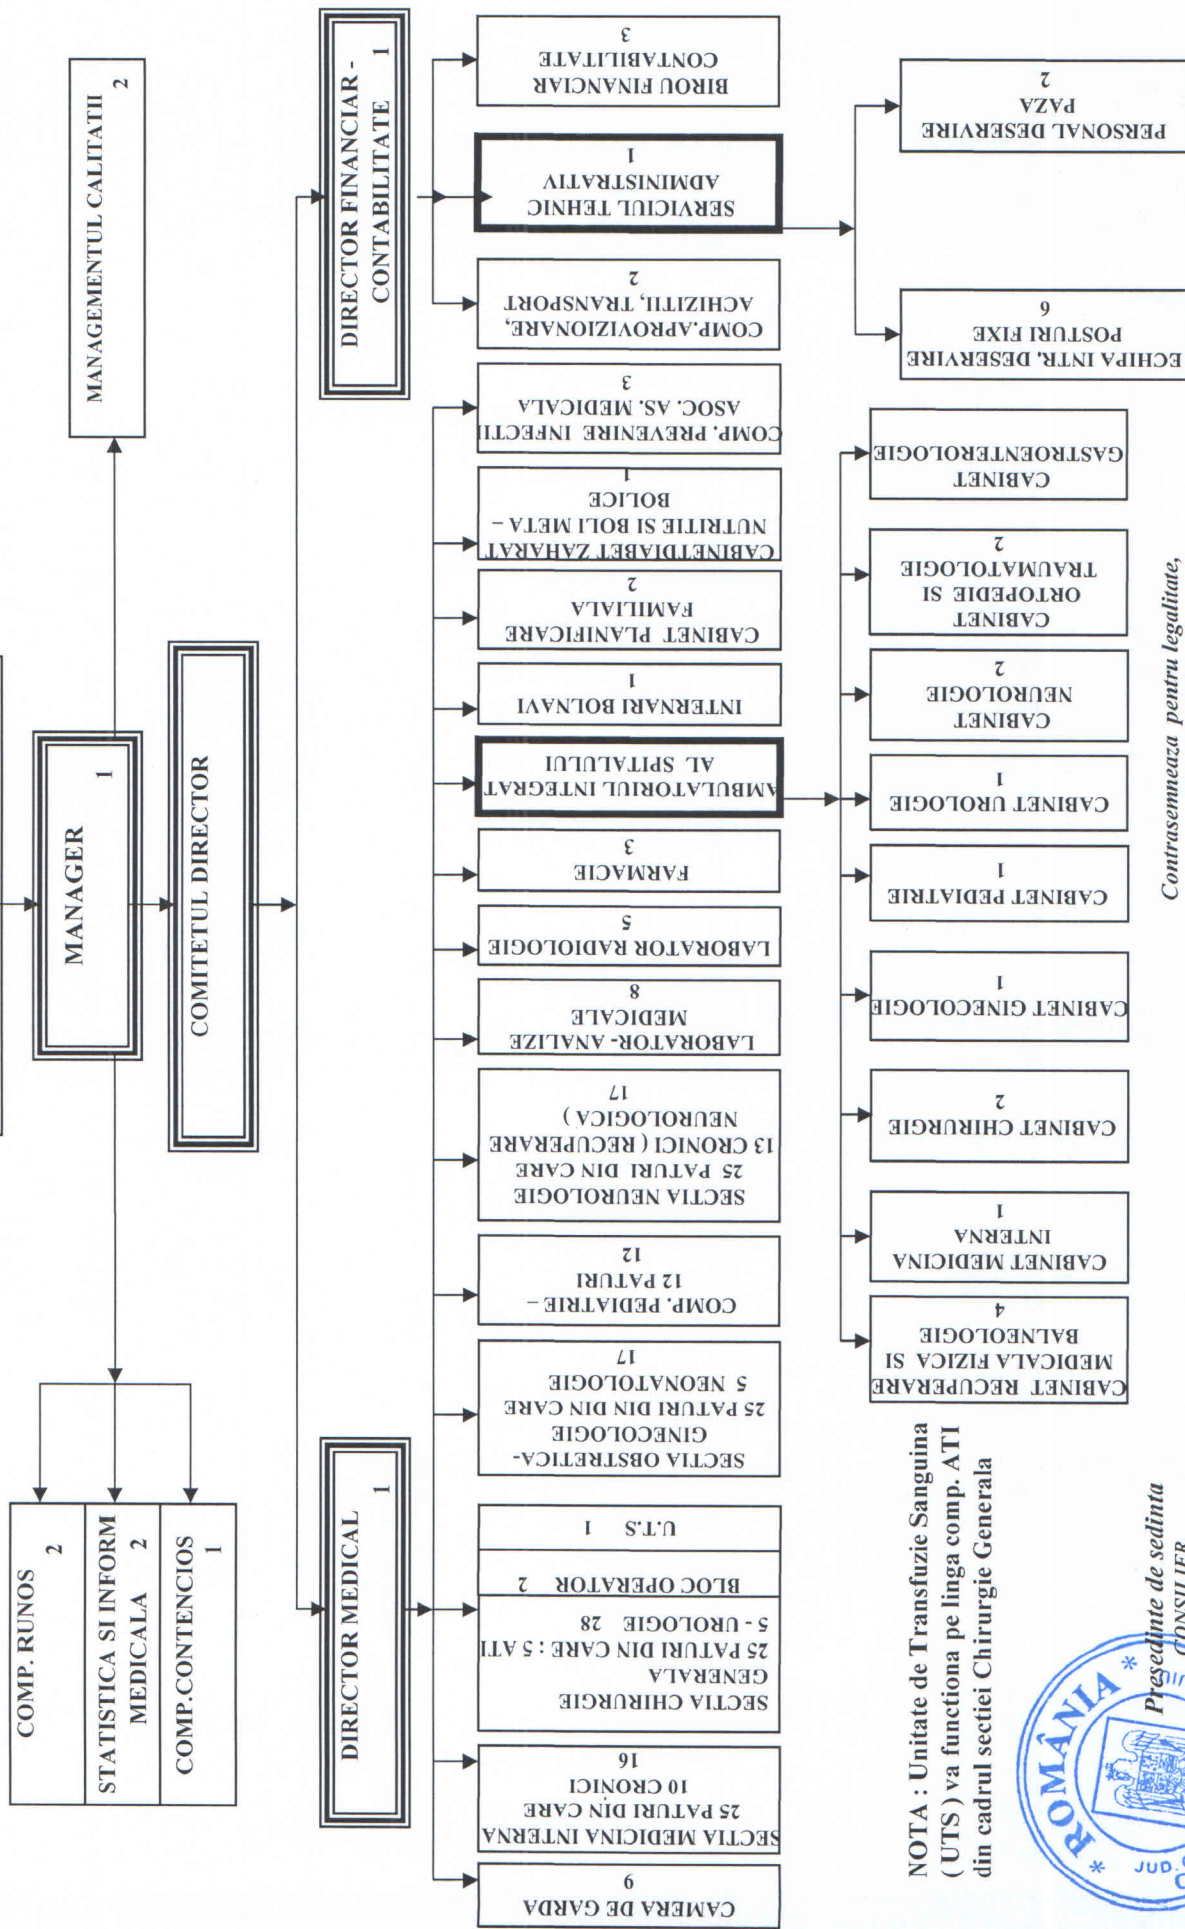 MANAGER
1
MANAGEMENTUL CALITATII
2
COMITETUL DIRECTOR
COMP. RUNOS
2
STATISTICA SI INFORM
MEDICALA 2
COMP.CONTENCIOS
1
DIRECTOR MEDICAL
1
DIRECTOR FINANCIAR -
CONTABILITATE 1
CAMERA DE GARDA
9
SECTIA MEDICINA INTERNA
25 PATURI DIN CARE
10 CRONICI
16
SECTIA CHIRURGIE
GENERALA
25 PATURI DIN CARE : 5 ATI
5 - UROLOGIE 28
BLOC OPERATOR 2
U.T.S 1
SECTIA OBSTRETICA-
GINECOLOGIE
25 PATURI DIN DIN CARE
5 NEONATOLOGIE
17
COMP. PEDIATRIE –
12 PATURI
12
SECTIA NEUROLOGIE
25 PATURI DIN CARE
13 CRONICI ( RECUPERARE
NEUROLOGICA )
17
LABORATOR- ANALIZE
MEDICALE
8
LABORATOR RADIOLOGIE
5
FARMACIE
3
AMBULATORIUL INTEGRAT
AL SPITALULUI
INTERNARI BOLNAVI
1
CABINET PLANIFICARE
FAMILIALA
2
CABINETDIABET ZAHARAT
NUTRITIE SI BOLI META –
BOLICE
1
COMP. PREVENIRE INFECTII
ASOC. AS. MEDICALA
3
COMP.APROVIZIONARE,
ACHIZITII, TRANSPORT
2
SERVICIUL TEHNIC
ADMINISTRATIV
1
BIROU FINANCIAR
CONTABILITATE
3
CABINET RECUPERARE
MEDICALA FIZICA SI
BALNEOLOGIE
4
CABINET MEDICINA
INTERNA
1
CABINET CHIRURGIE
2
CABINET GINECOLOGIE
1
CABINET PEDIATRIE
1
CABINET UROLOGIE
1
CABINET
NEUROLOGIE
2
CABINET
ORTOPEDIE SI
TRAUMATOLOGIE
2
CABINET
GASTROENTEROLOGIE
ECHIPA INTR. DESERVIRE
POSTURI FIXE
6
PERSONAL DESERVIRE
PAZA
2
NOTA : Unitate de Transfuzie Sanguina
( UTS ) va functiona pe linga comp. ATI
din cadrul sectiei Chirurgie Generala
Presedinte de sedinta
CONSILIER
Contrasemneaza pentru legalitate,
* ROMÂNIA *
JUD.